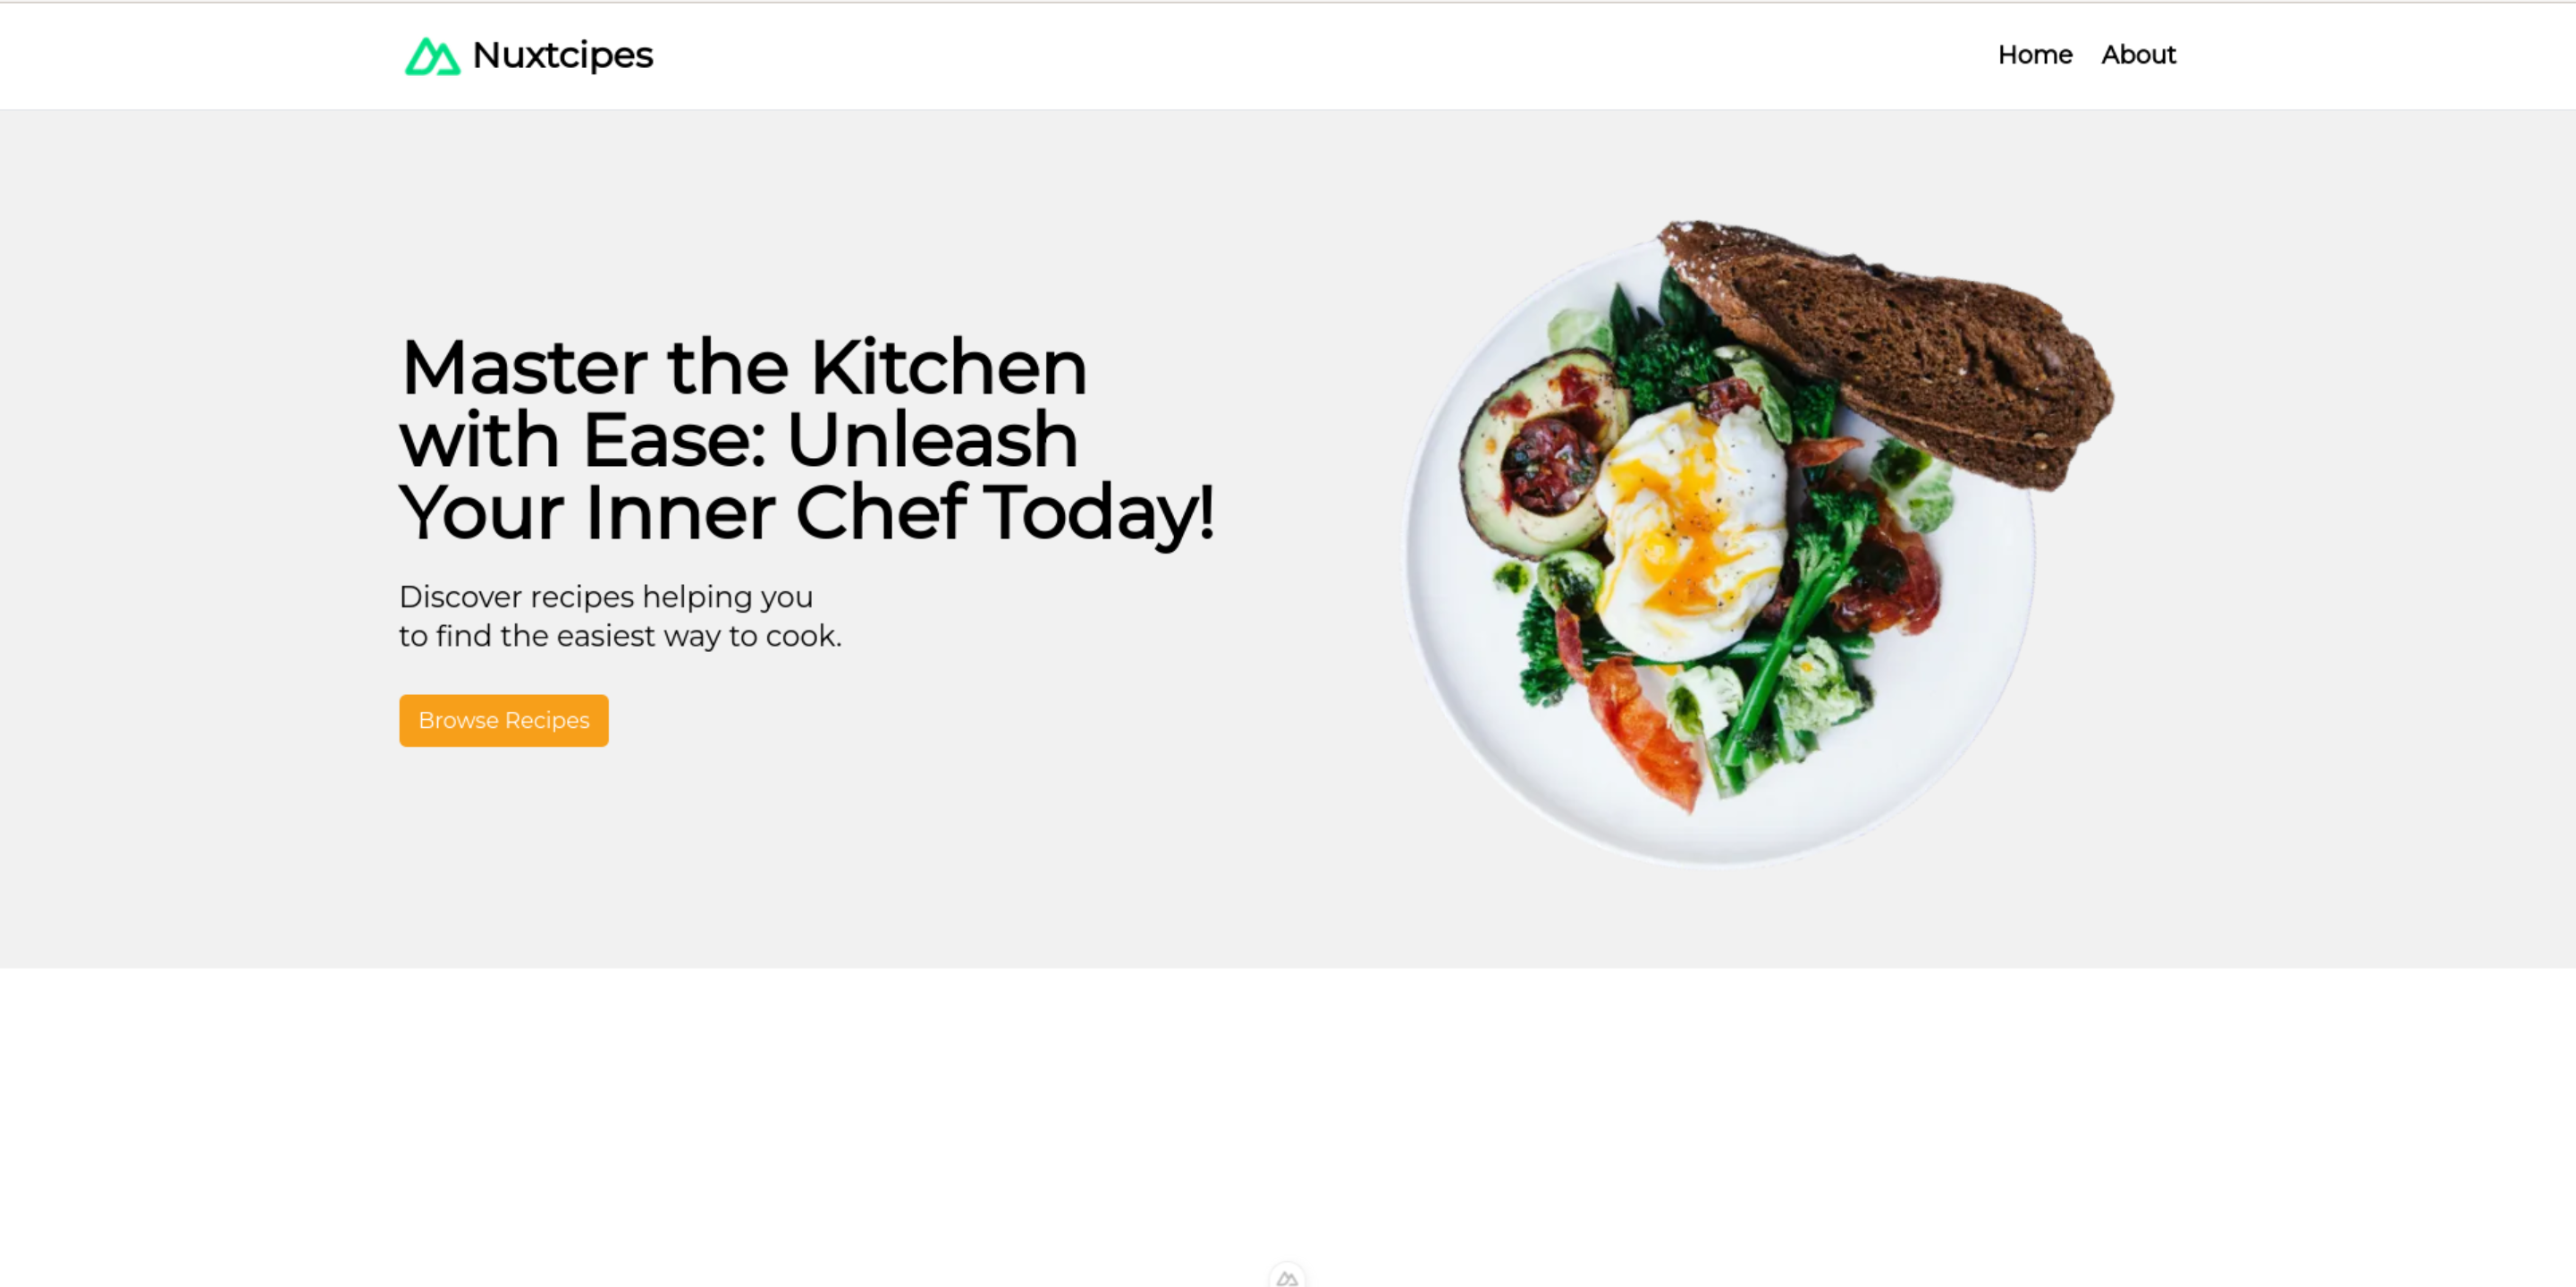 Nuxtcipes
Home About
Master the Kitchen
with Ease: Unleash
Your Inner Chef Today!
Discover recipes helping you
to find the easiest way to cook.
Browse Recipes